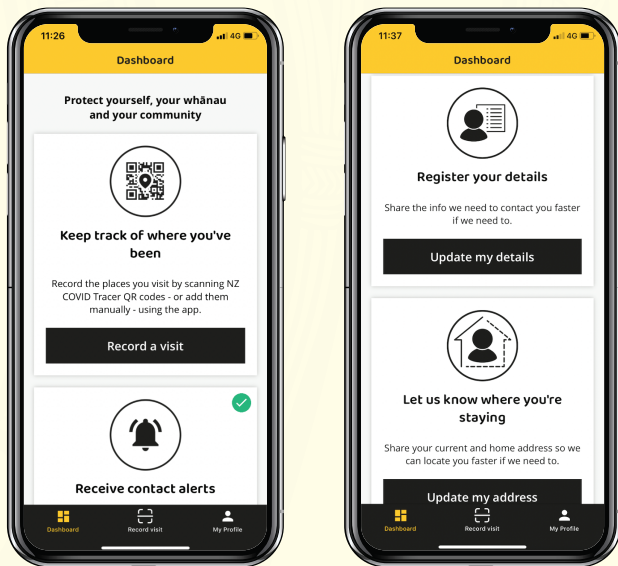 11:26
4G
Dashboard
Protect yourself, your whānau
and your community
Keep track of where you've
been
Record the places you visit by scanning NZ
COVID Tracer QR codes - or add them
manually - using the app.
Record a visit
Receive contact alerts
Dashboard
Record visit
My Profile
11:37
4G
Dashboard
Register your details
Share the info we need to contact you faster
if we need to.
Update my details
Let us know where you're
staying
Share your current and home address so we
can locate you faster if we need to.
Update my address
Dashboard
Record visit
My Profile